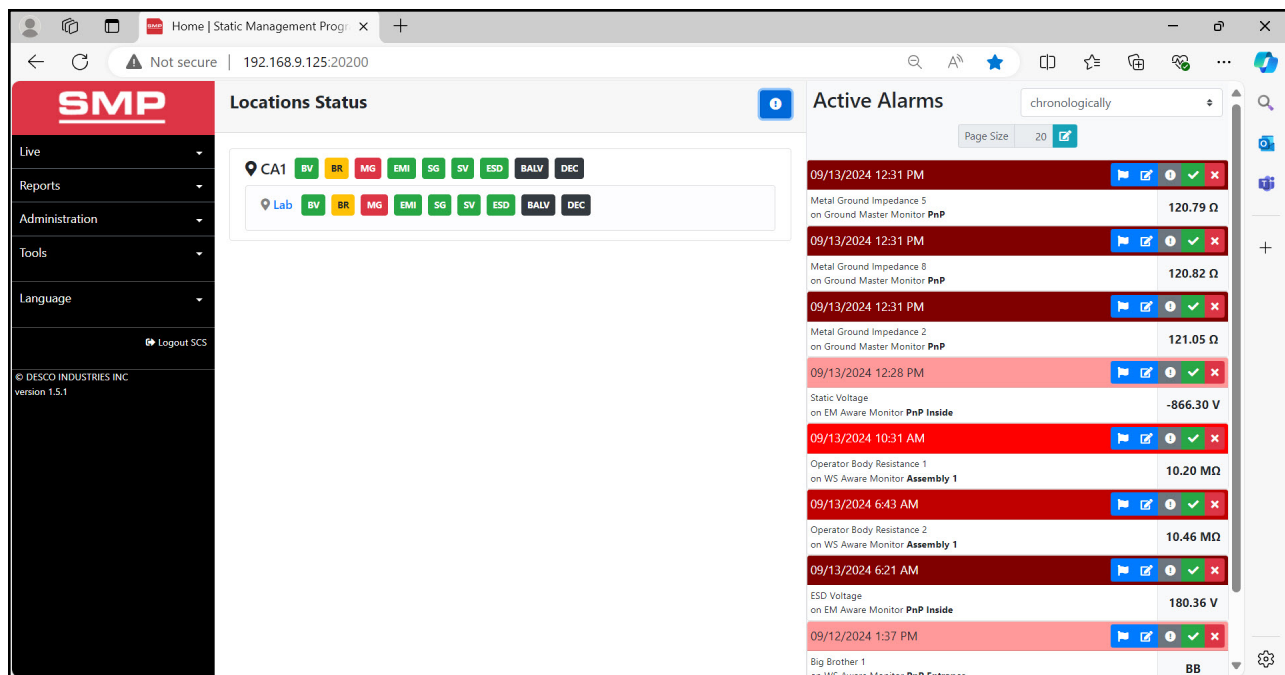 SMP Home | Static Management Progr
Not secure 192.168.9.125:20200
SMP
Live
Reports
Administration
Tools
Language
Logout SCS
© DESCO INDUSTRIES INC
version 1.5.1
Locations Status
CA1 BV BR MG EMI SG SV ESD BALV DEC
Lab BV BR MG EMI SG SV ESD BALV DEC
Active Alarms
chronologically
Page Size 20
09/13/2024 12:31 PM
Metal Ground Impedance 5
on Ground Master Monitor PnP
120.79 Ω
09/13/2024 12:31 PM
Metal Ground Impedance 8
on Ground Master Monitor PnP
120.82 Ω
09/13/2024 12:31 PM
Metal Ground Impedance 2
on Ground Master Monitor PnP
121.05 Ω
09/13/2024 12:28 PM
Static Voltage
on EM Aware Monitor PnP Inside
-866.30 V
09/13/2024 10:31 AM
Operator Body Resistance 1
on WS Aware Monitor Assembly 1
10.20 MΩ
09/13/2024 6:43 AM
Operator Body Resistance 2
on WS Aware Monitor Assembly 1
10.46 MΩ
09/13/2024 6:21 AM
ESD Voltage
on EM Aware Monitor PnP Inside
180.36 V
09/12/2024 1:37 PM
Big Brother 1
on WS Aware Monitor PnP Entrance
BB